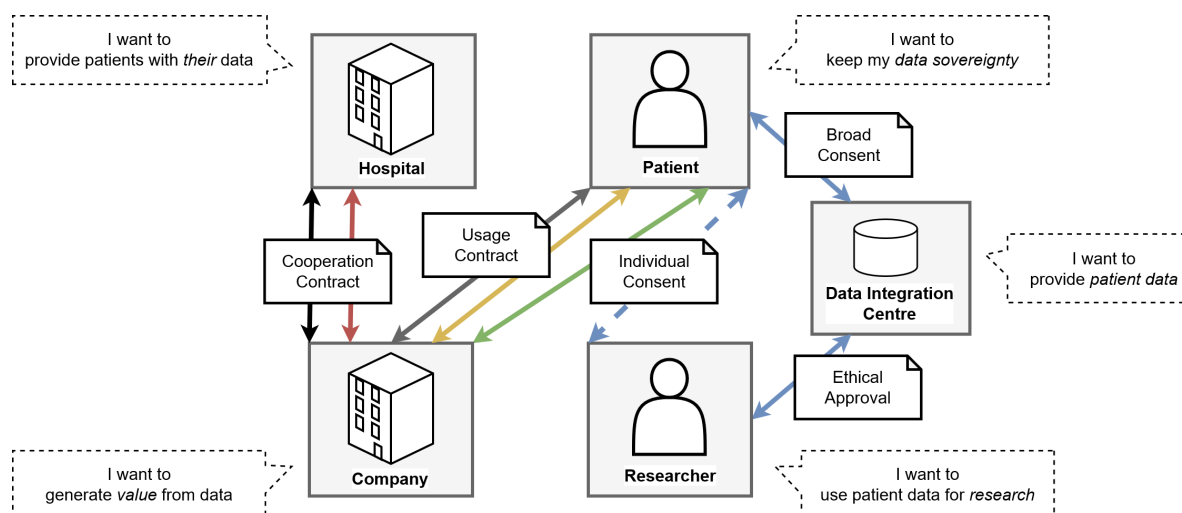 I want to
provide patients with their data
I want to
keep my data sovereignty
Hospital
Patient
Broad
Consent
Usage
Contract
Cooperation
Contract
Individual
Consent
Data Integration
Centre
I want to
provide patient data
Ethical
Approval
Company
Researcher
I want to
generate value from data
I want to
use patient data for research